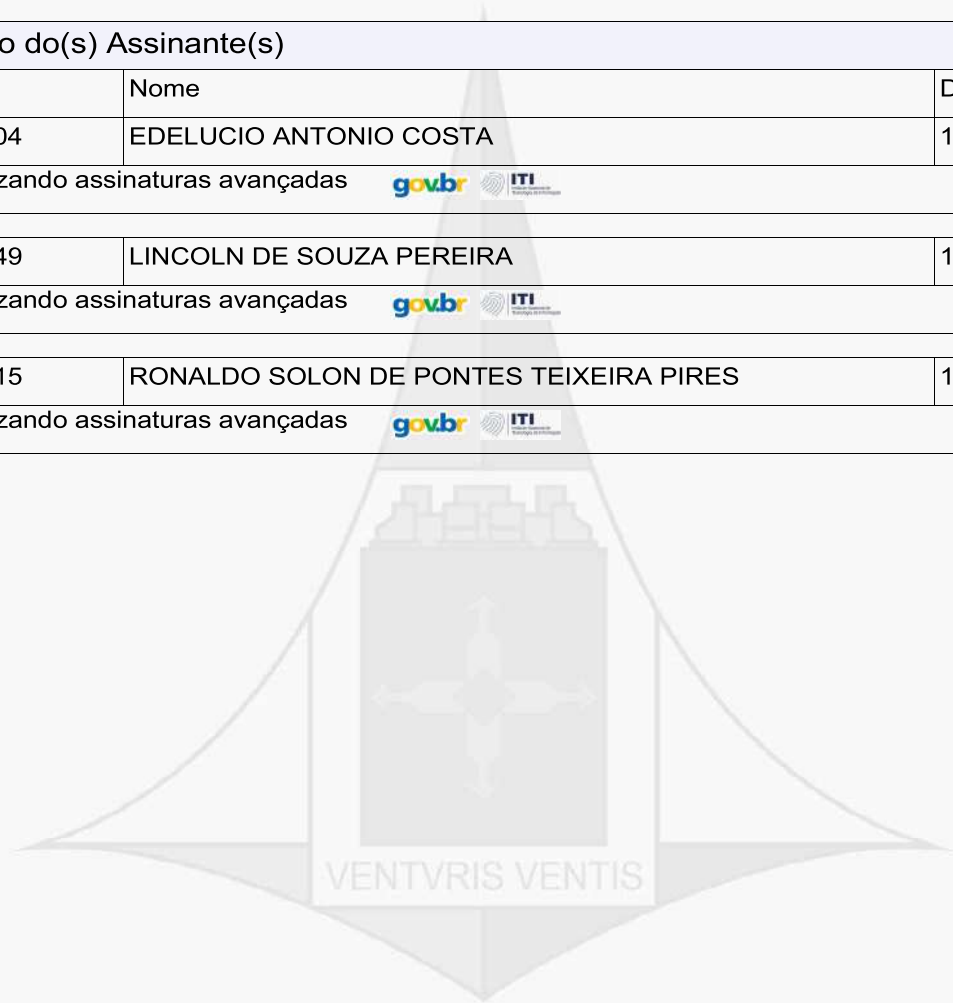 o do(s) Assinante(s)
Nome D
04 EDELUCIO ANTONIO COSTA 1
zando assinaturas avançadas gov.br ITI
49 LINCOLN DE SOUZA PEREIRA 1
zando assinaturas avançadas gov.br ITI
15 RONALDO SOLON DE PONTES TEIXEIRA PIRES 1
zando assinaturas avançadas gov.br ITI
VENTVRIS VENTIS